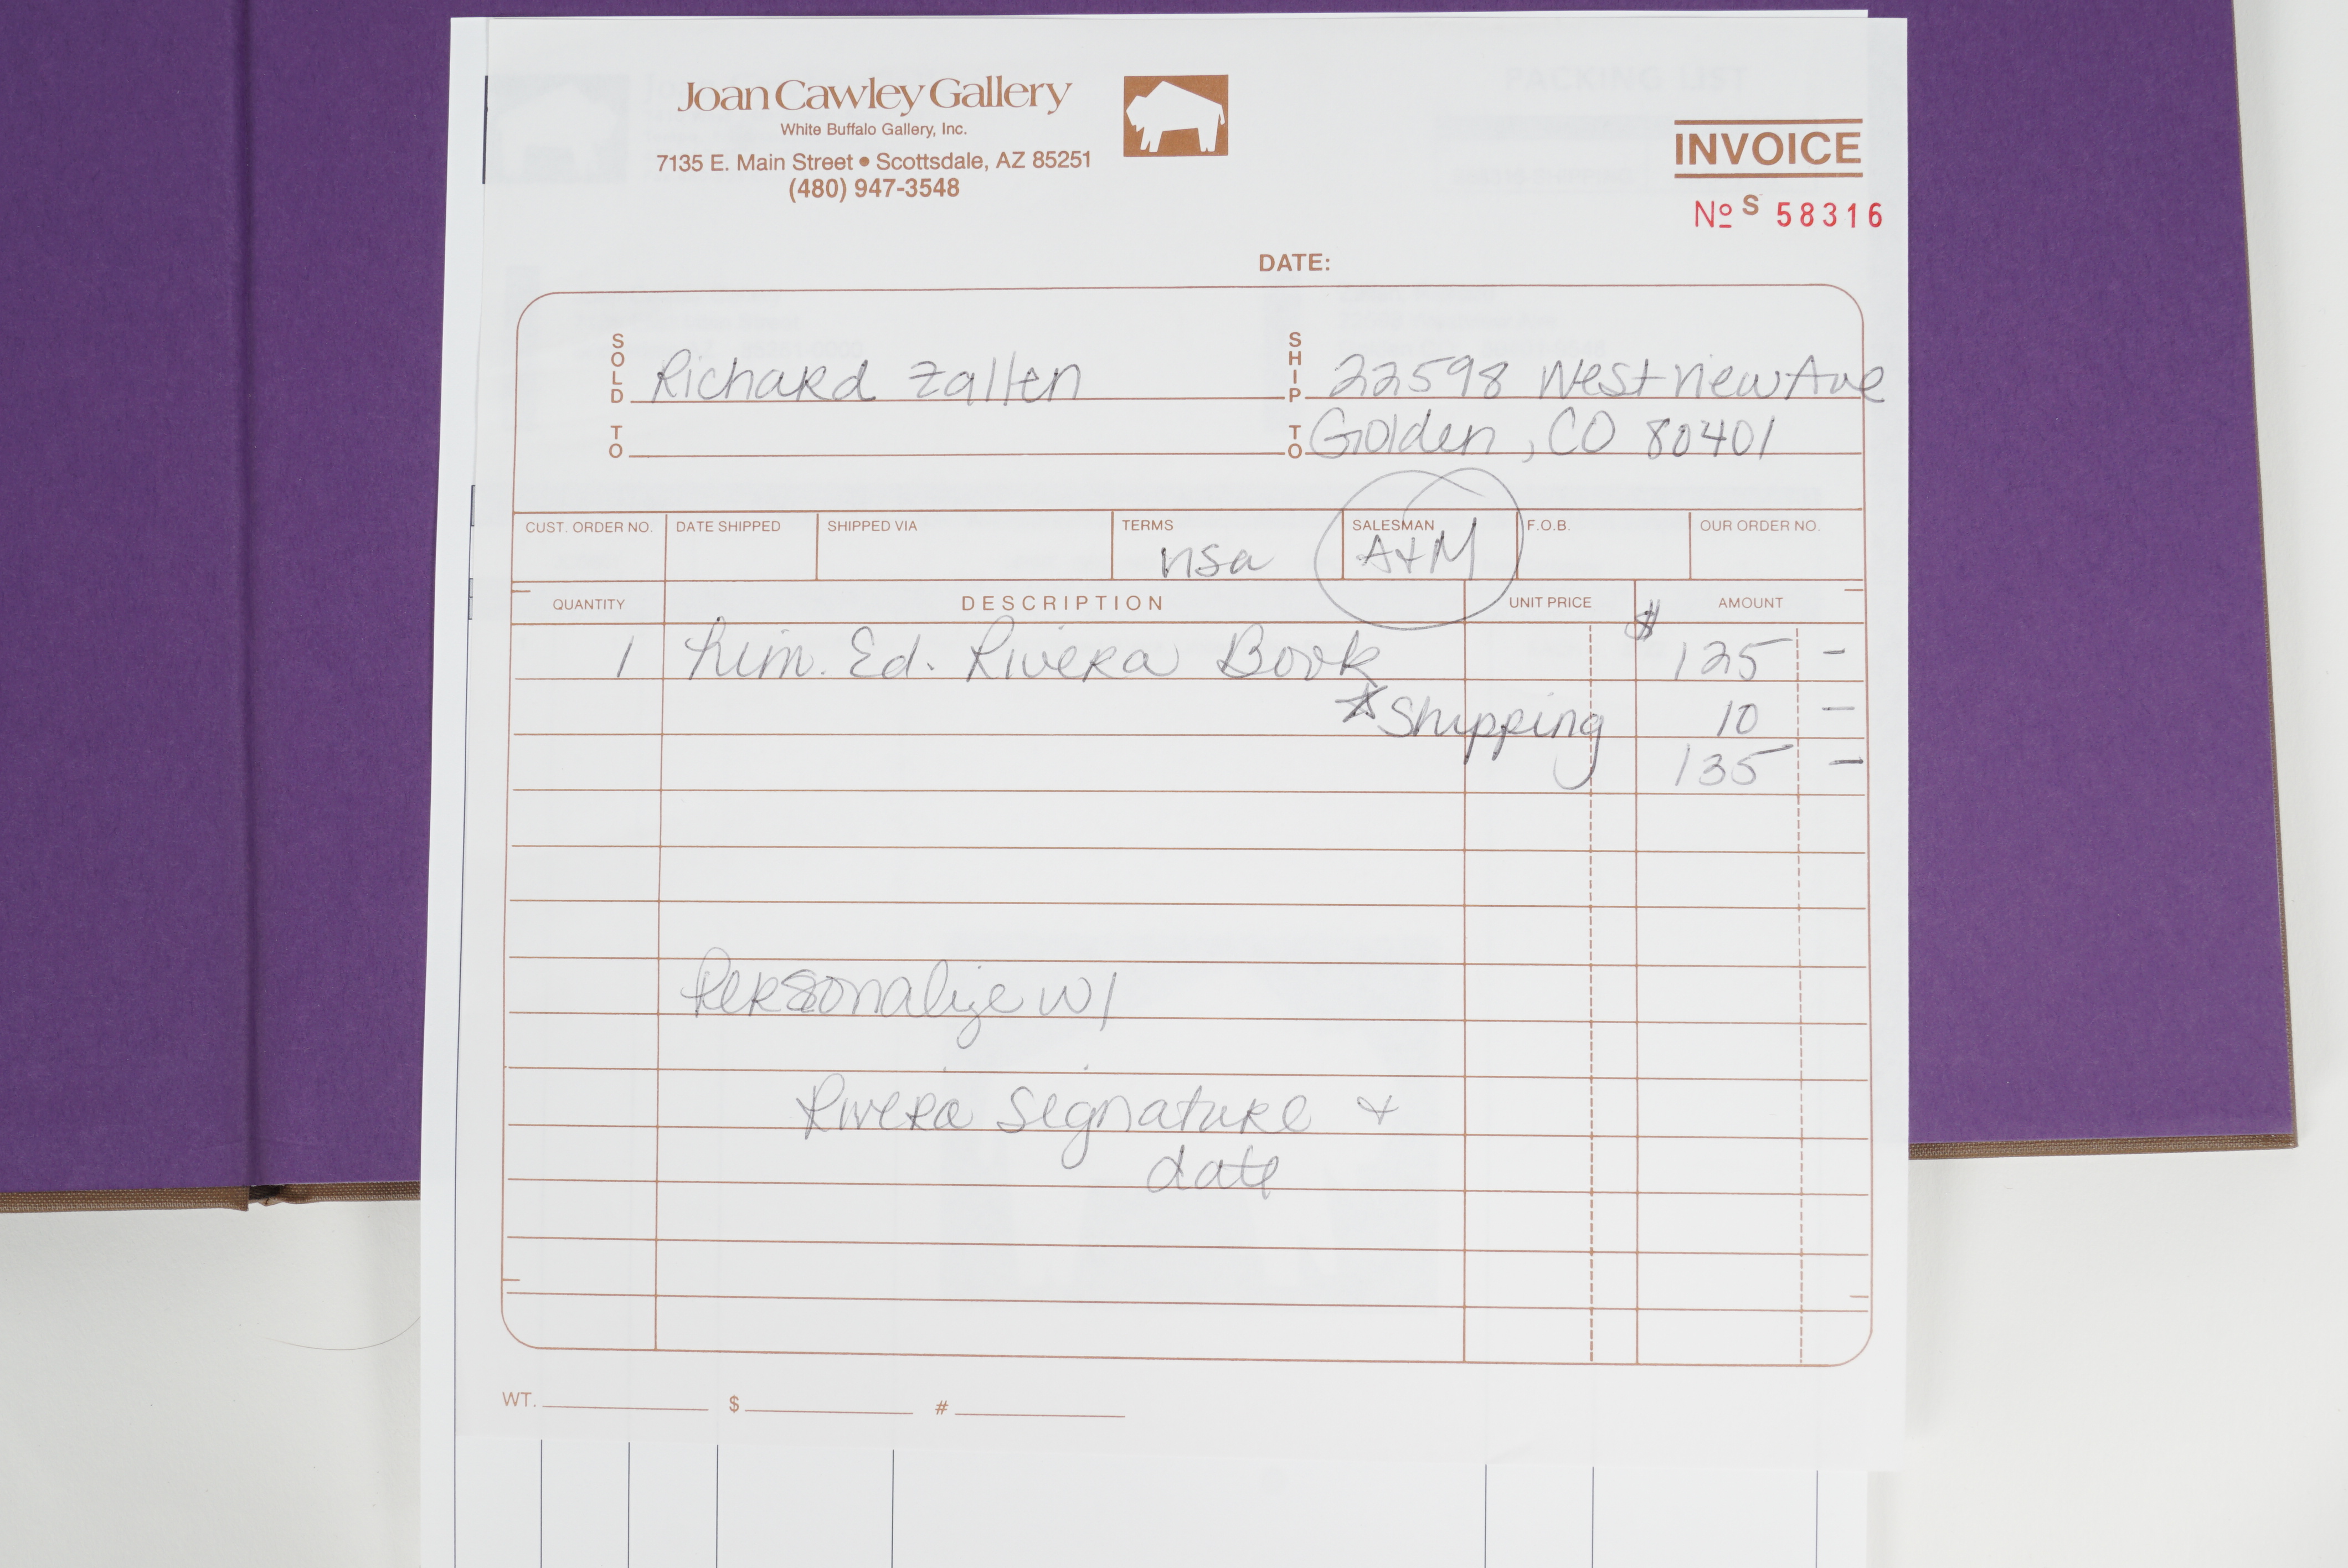 Joan Cawley Gallery
White Buffalo Gallery, Inc.
7135 E. Main Street • Scottsdale, AZ 85251
(480) 947-3548
PACKING LIST
INVOICE
Nº S 58316
DATE:
SOLD TO Richard Zallen
SHIP TO 22598 Westview Ave
Golden, CO 80401
CUST. ORDER NO. DATE SHIPPED SHIPPED VIA TERMS SALESMAN F.O.B. OUR ORDER NO.
A+M
QUANTITY DESCRIPTION UNIT PRICE AMOUNT
1 Lim. Ed. Rivera Book $ 125 –
*Shipping 10 –
135 –
Personalize w/
Rivera Signature +
date
WT. $ #